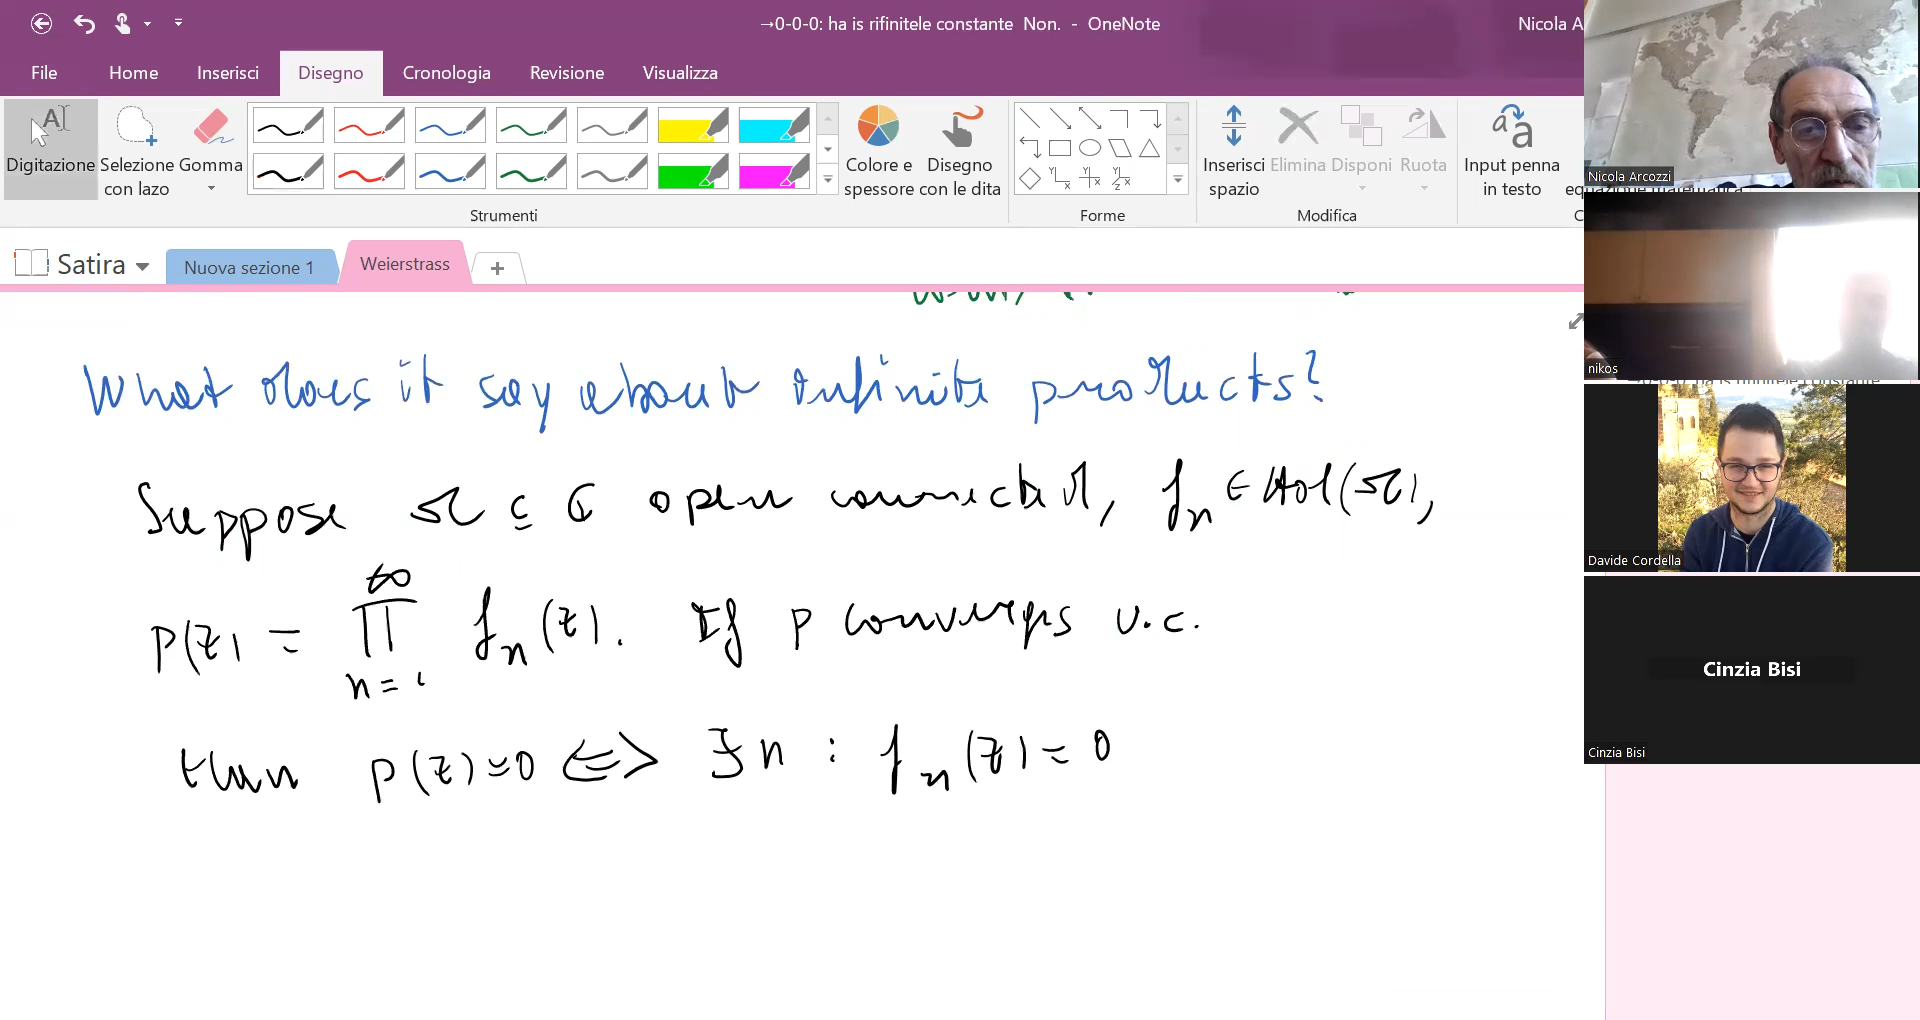 →0-0-0: ha is rifinitele constante Non. - OneNote
Nicola A
File Home Inserisci Disegno Cronologia Revisione Visualizza
Digitazione
Selezione con lazo
Gomma
Colore e spessore
Disegno con le dita
Inserisci spazio
Elimina
Disponi
Ruota
Input penna in testo
Strumenti
Forme
Modifica
Satira
Nuova sezione 1
Weierstrass
What does it say about infinite products?
Suppose Ω ⊆ ℂ open connected, fₙ ∈ Hol(Ω),
P(z) = ∏_{n=1}^{∞} fₙ(z). If P converges u.c.
then P(z)=0 ⟺ ∃ n : fₙ(z) = 0
Nicola Arcozzi
nikos
Davide Cordella
Cinzia Bisi
Cinzia Bisi